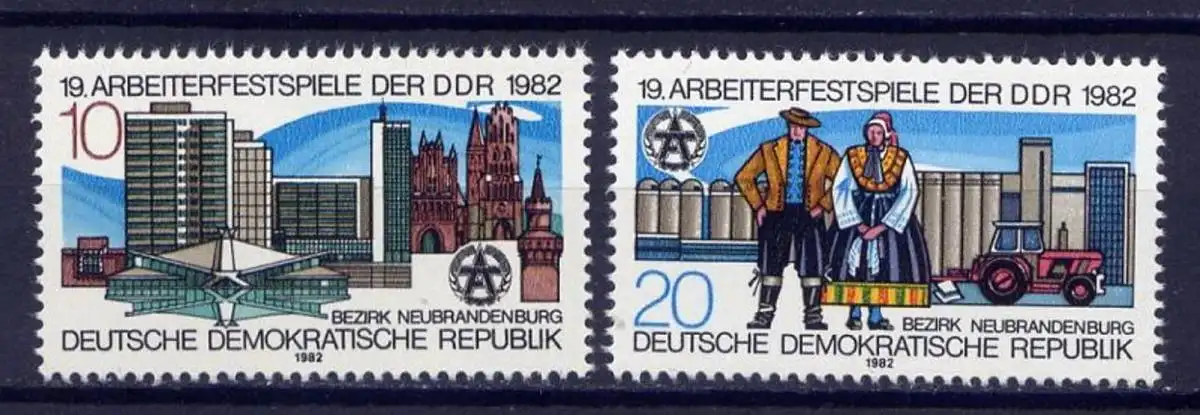 19. ARBEITERFESTSPIELE DER DDR 1982
10
BEZIRK NEUBRANDENBURG
DEUTSCHE DEMOKRATISCHE REPUBLIK
1982
19. ARBEITERFESTSPIELE DER DDR 1982
20
BEZIRK NEUBRANDENBURG
DEUTSCHE DEMOKRATISCHE REPUBLIK
1982